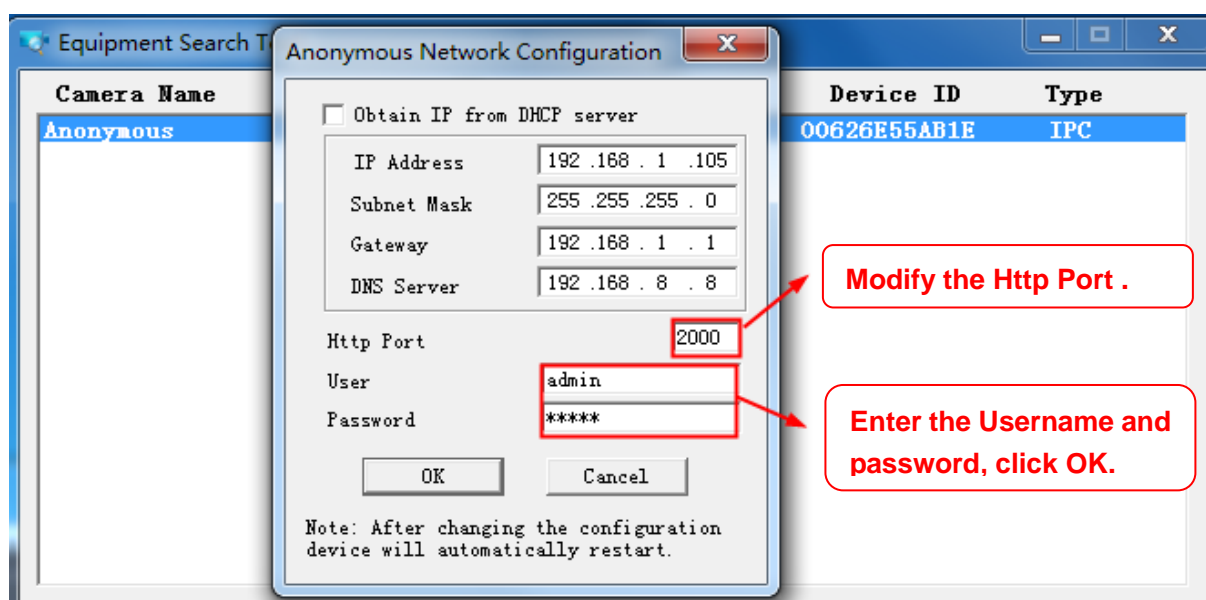 Equipment Search T
Anonymous Network Configuration
Camera Name
Device ID
Type
Anonymous
00626E55AB1E
IPC
Obtain IP from DHCP server
IP Address
192 .168 . 1 .105
Subnet Mask
255 .255 .255 . 0
Gateway
192 .168 . 1 . 1
DNS Server
192 .168 . 8 . 8
Http Port
2000
User
admin
Password
*****
OK
Cancel
Note: After changing the configuration
device will automatically restart.
Modify the Http Port .
Enter the Username and
password, click OK.